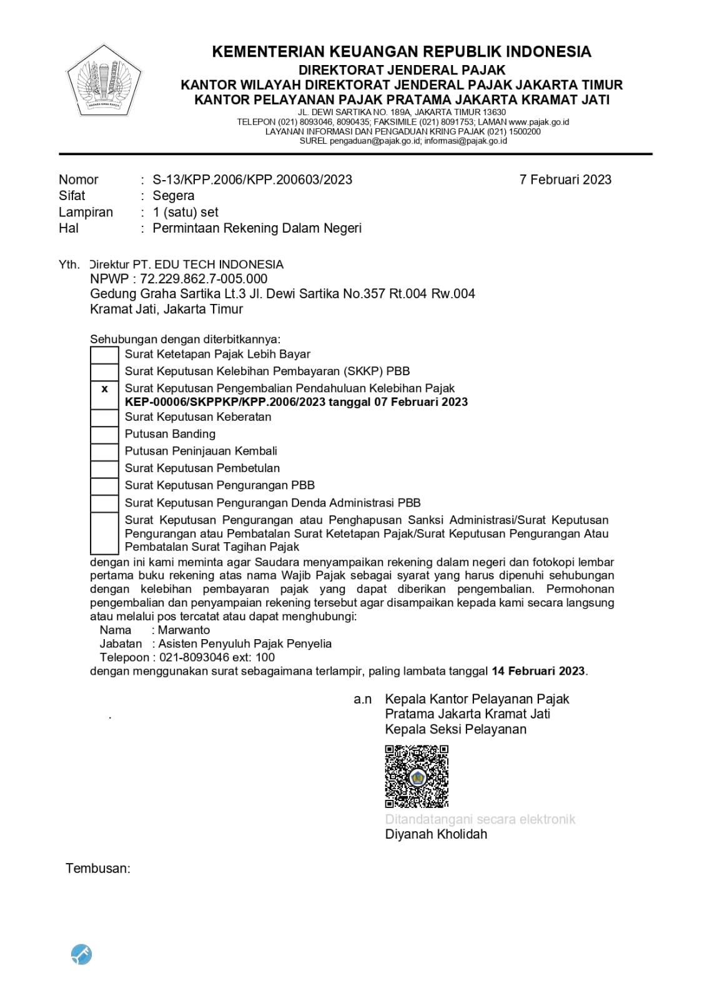 KEMENTERIAN KEUANGAN REPUBLIK INDONESIA
DIREKTORAT JENDERAL PAJAK
KANTOR WILAYAH DIREKTORAT JENDERAL PAJAK JAKARTA TIMUR
KANTOR PELAYANAN PAJAK PRATAMA JAKARTA KRAMAT JATI
JL. DEWI SARTIKA NO. 189A, JAKARTA TIMUR 13630
TELEPON (021) 8093046, 8090435; FAKSIMILE (021) 8091753; LAMAN www.pajak.go.id
LAYANAN INFORMASI DAN PENGADUAN KRING PAJAK (021) 1500200
SUREL pengaduan@pajak.go.id; informasi@pajak.go.id
NAGARA DANA RAKCA
Nomor : S-13/KPP.2006/KPP.200603/2023 7 Februari 2023
Sifat : Segera
Lampiran : 1 (satu) set
Hal : Permintaan Rekening Dalam Negeri
Yth. Direktur PT. EDU TECH INDONESIA
NPWP : 72.229.862.7-005.000
Gedung Graha Sartika Lt.3 Jl. Dewi Sartika No.357 Rt.004 Rw.004
Kramat Jati, Jakarta Timur
Sehubungan dengan diterbitkannya:
Surat Ketetapan Pajak Lebih Bayar
Surat Keputusan Kelebihan Pembayaran (SKKP) PBB
x Surat Keputusan Pengembalian Pendahuluan Kelebihan Pajak
KEP-00006/SKPPKP/KPP.2006/2023 tanggal 07 Februari 2023
Surat Keputusan Keberatan
Putusan Banding
Putusan Peninjauan Kembali
Surat Keputusan Pembetulan
Surat Keputusan Pengurangan PBB
Surat Keputusan Pengurangan Denda Administrasi PBB
Surat Keputusan Pengurangan atau Penghapusan Sanksi Administrasi/Surat Keputusan
Pengurangan atau Pembatalan Surat Ketetapan Pajak/Surat Keputusan Pengurangan Atau
Pembatalan Surat Tagihan Pajak
dengan ini kami meminta agar Saudara menyampaikan rekening dalam negeri dan fotokopi lembar
pertama buku rekening atas nama Wajib Pajak sebagai syarat yang harus dipenuhi sehubungan
dengan kelebihan pembayaran pajak yang dapat diberikan pengembalian. Permohonan
pengembalian dan penyampaian rekening tersebut agar disampaikan kepada kami secara langsung
atau melalui pos tercatat atau dapat menghubungi:
Nama : Marwanto
Jabatan : Asisten Penyuluh Pajak Penyelia
Telepoon : 021-8093046 ext: 100
dengan menggunakan surat sebagaimana terlampir, paling lambata tanggal 14 Februari 2023.
a.n Kepala Kantor Pelayanan Pajak
Pratama Jakarta Kramat Jati
Kepala Seksi Pelayanan
Ditandatangani secara elektronik
Diyanah Kholidah
Tembusan: